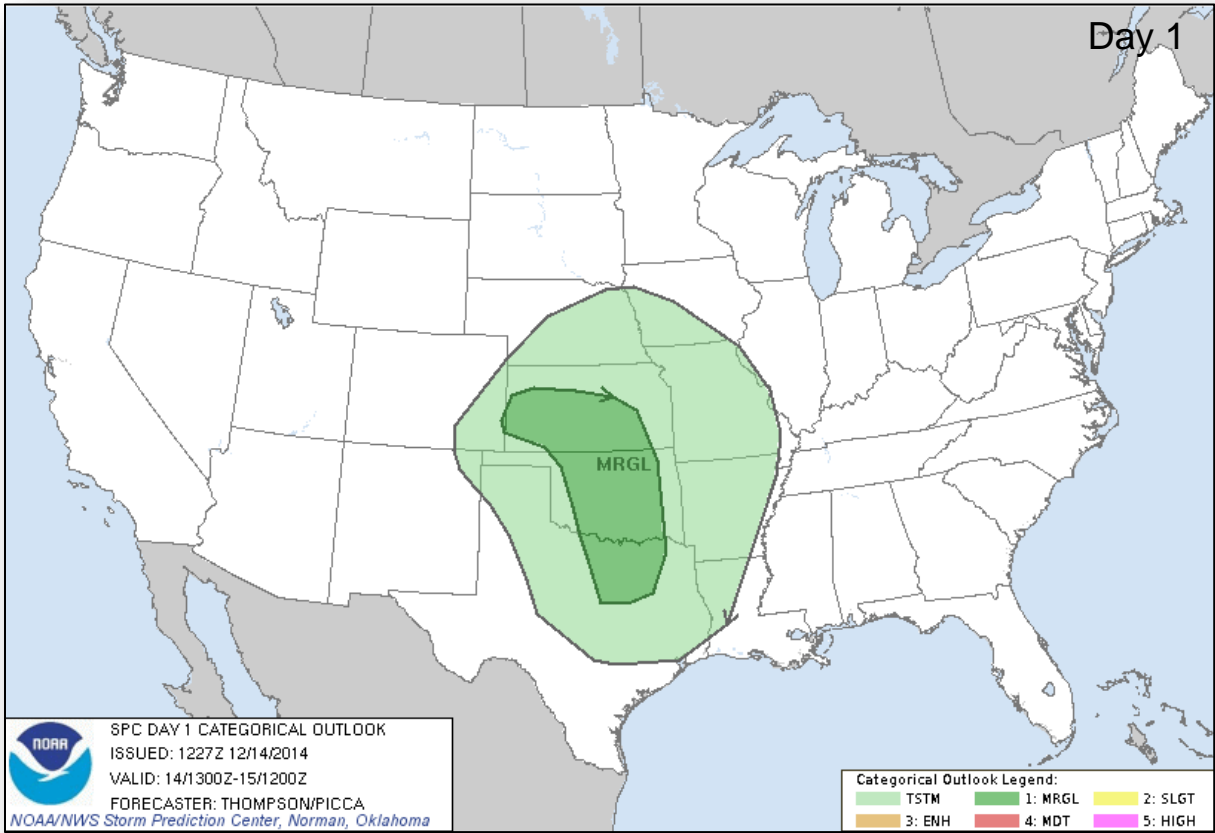 Day 1
MRGL
NOAA
SPC DAY 1 CATEGORICAL OUTLOOK
ISSUED: 1227Z 12/14/2014
VALID: 14/1300Z-15/1200Z
FORECASTER: THOMPSON/PICCA
NOAA/NWS Storm Prediction Center, Norman, Oklahoma
Categorical Outlook Legend:
TSTM 1: MRGL 2: SLGT
3: ENH 4: MDT 5: HIGH